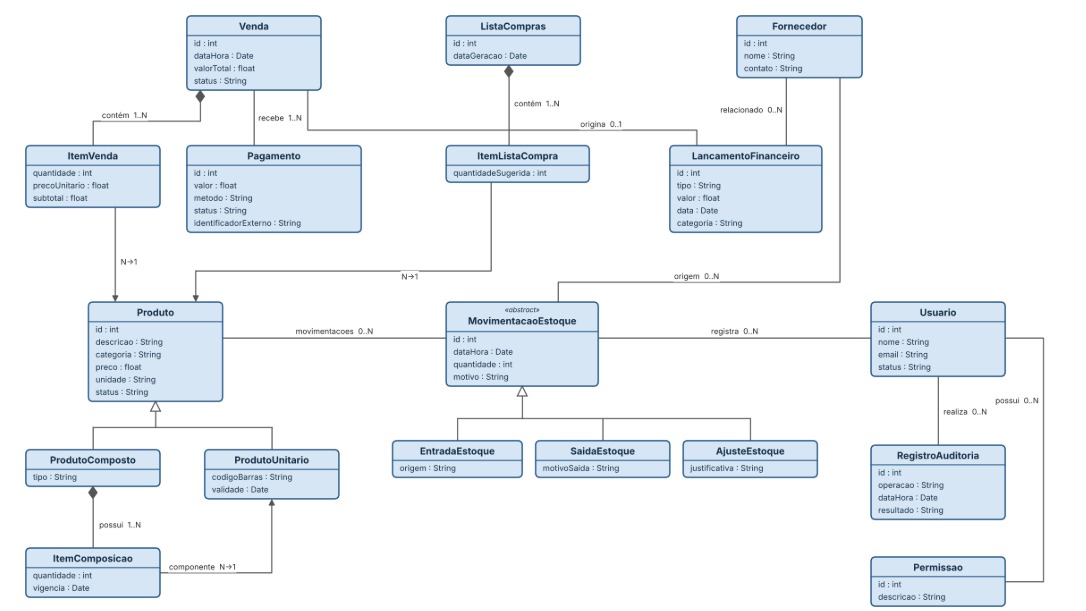 Venda
id : int
dataHora : Date
valorTotal : float
status : String
ListaCompras
id : int
dataGeracao : Date
Fornecedor
id : int
nome : String
contato : String
contém 1..N
recebe 1..N
contém 1..N
origina 0..1
relacionado 0..N
ItemVenda
quantidade : int
precoUnitario : float
subtotal : float
Pagamento
id : int
valor : float
metodo : String
status : String
identificadorExterno : String
ItemListaCompra
quantidadeSugerida : int
LancamentoFinanceiro
id : int
tipo : String
valor : float
data : Date
categoria : String
N→1
N→1
origem 0..N
Produto
id : int
descricao : String
categoria : String
preco : float
unidade : String
status : String
movimentacoes 0..N
«abstract»
MovimentacaoEstoque
id : int
dataHora : Date
quantidade : int
motivo : String
registra 0..N
Usuario
id : int
nome : String
email : String
status : String
possui 0..N
realiza 0..N
ProdutoComposto
tipo : String
ProdutoUnitario
codigoBarras : String
validade : Date
EntradaEstoque
origem : String
SaidaEstoque
motivoSaida : String
AjusteEstoque
justificativa : String
RegistroAuditoria
id : int
operacao : String
dataHora : Date
resultado : String
possui 1..N
ItemComposicao
quantidade : int
vigencia : Date
componente N→1
Permissao
id : int
descricao : String